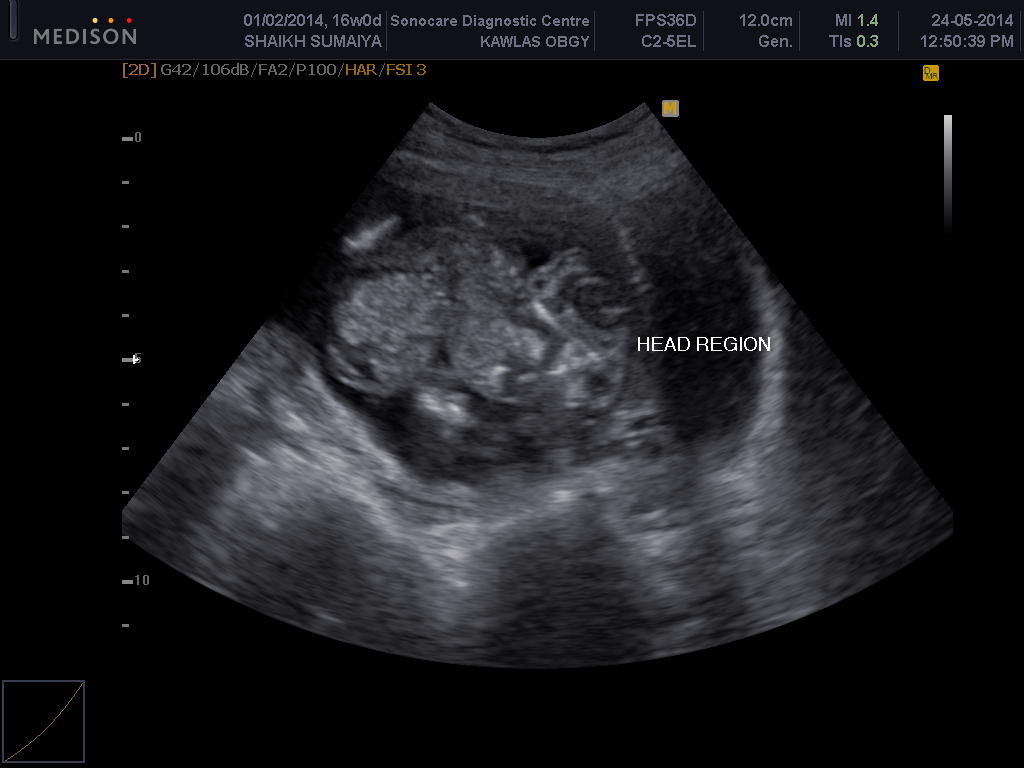 MEDISON
01/02/2014, 16w0d
SHAIKH SUMAIYA
Sonocare Diagnostic Centre
KAWLAS OBGY
FPS36D
C2-5EL
12.0cm
Gen.
MI 1.4
TIs 0.3
24-05-2014
12:50:39 PM
[2D] G42/106dB/FA2/P100/HAR/FSI 3
M
0
HEAD REGION
5
10